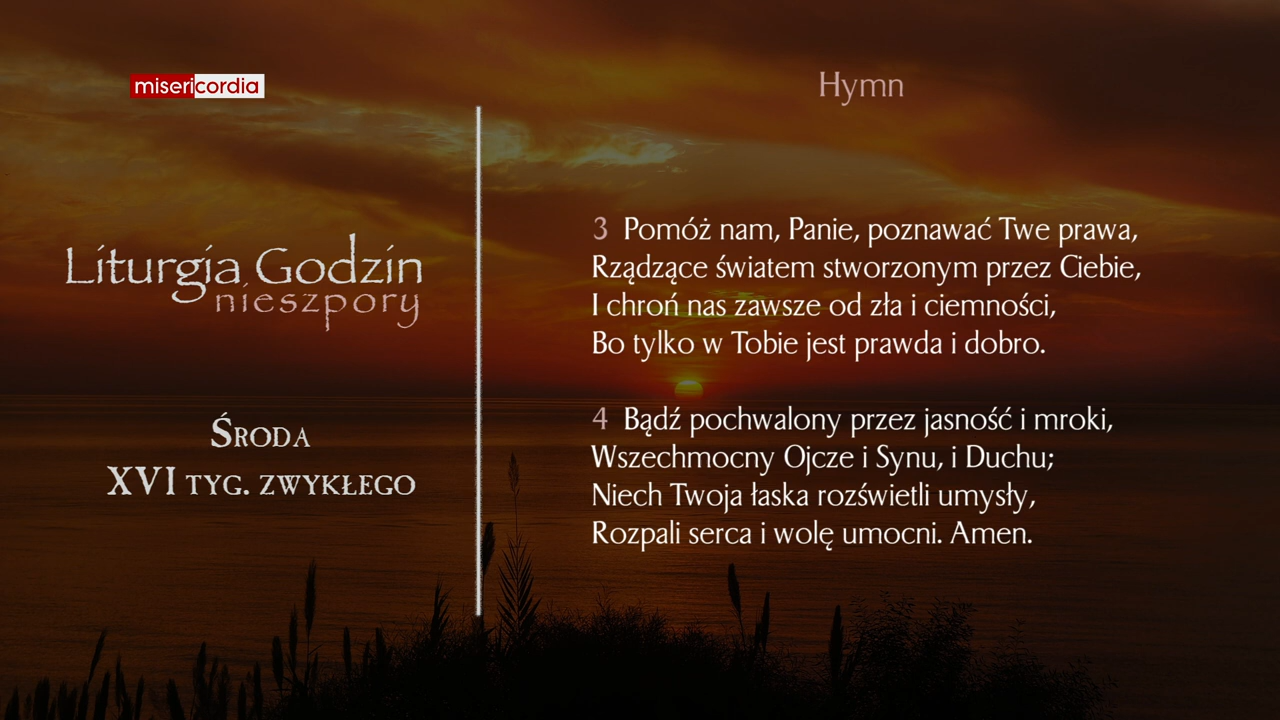 misericordia
Liturgia Godzin
nieszpory
Środa
XVI tyg. zwykłego
Hymn
3 Pomóż nam, Panie, poznawać Twe prawa,
Rządzące światem stworzonym przez Ciebie,
I chroń nas zawsze od zła i ciemności,
Bo tylko w Tobie jest prawda i dobro.
4 Bądź pochwalony przez jasność i mroki,
Wszechmocny Ojcze i Synu, i Duchu;
Niech Twoja łaska rozświetli umysły,
Rozpali serca i wolę umocni. Amen.